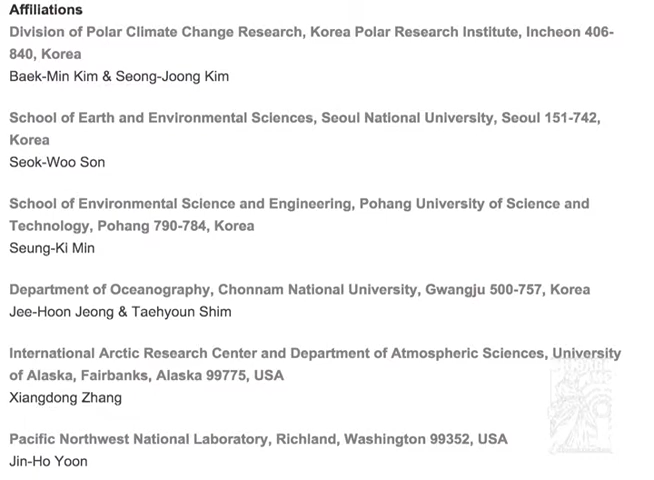 Affiliations
Division of Polar Climate Change Research, Korea Polar Research Institute, Incheon 406-
840, Korea
Baek-Min Kim & Seong-Joong Kim
School of Earth and Environmental Sciences, Seoul National University, Seoul 151-742,
Korea
Seok-Woo Son
School of Environmental Science and Engineering, Pohang University of Science and
Technology, Pohang 790-784, Korea
Seung-Ki Min
Department of Oceanography, Chonnam National University, Gwangju 500-757, Korea
Jee-Hoon Jeong & Taehyoun Shim
International Arctic Research Center and Department of Atmospheric Sciences, University
of Alaska, Fairbanks, Alaska 99775, USA
Xiangdong Zhang
Pacific Northwest National Laboratory, Richland, Washington 99352, USA
Jin-Ho Yoon